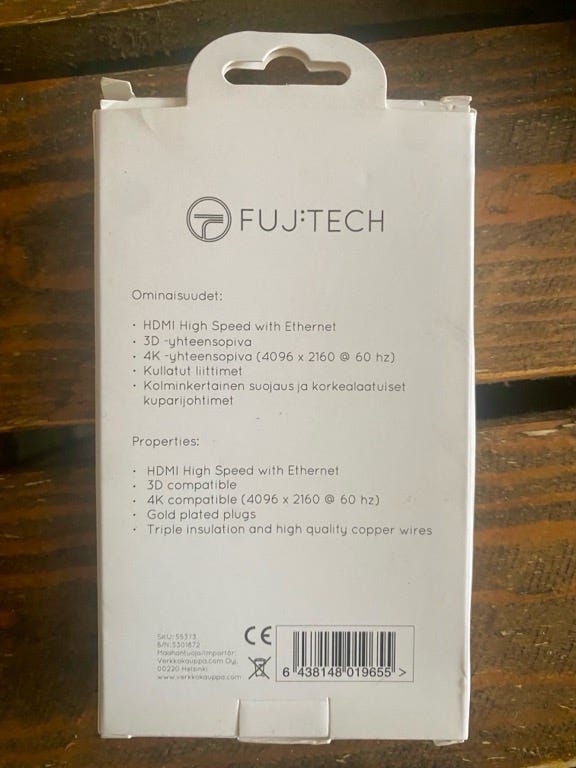 FUJ:TECH
Ominaisuudet:
· HDMI High Speed with Ethernet
· 3D -yhteensopiva
· 4K -yhteensopiva (4096 x 2160 @ 60 hz)
· Kullatut liittimet
· Kolminkertainen suojaus ja korkealaatuiset
kuparijohtimet
Properties:
· HDMI High Speed with Ethernet
· 3D compatible
· 4K compatible (4096 x 2160 @ 60 hz)
· Gold plated plugs
· Triple insulation and high quality copper wires
SKU: 55373
B/N: 5301872
Maahantuoja/Importör:
Verkkokauppa.com Oyj,
00220 Helsinki
www.verkkokauppa.com
CE
6 438148 019655 >